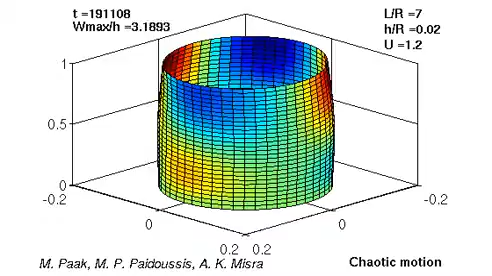 t =191108
Wmax/h =3.1893
L/R =7
h/R =0.02
U =1.2
1
0.5
0
-0.2
-0.2
0
0
0.2
0.2
M. Paak, M. P. Paidoussis, A. K. Misra
Chaotic motion